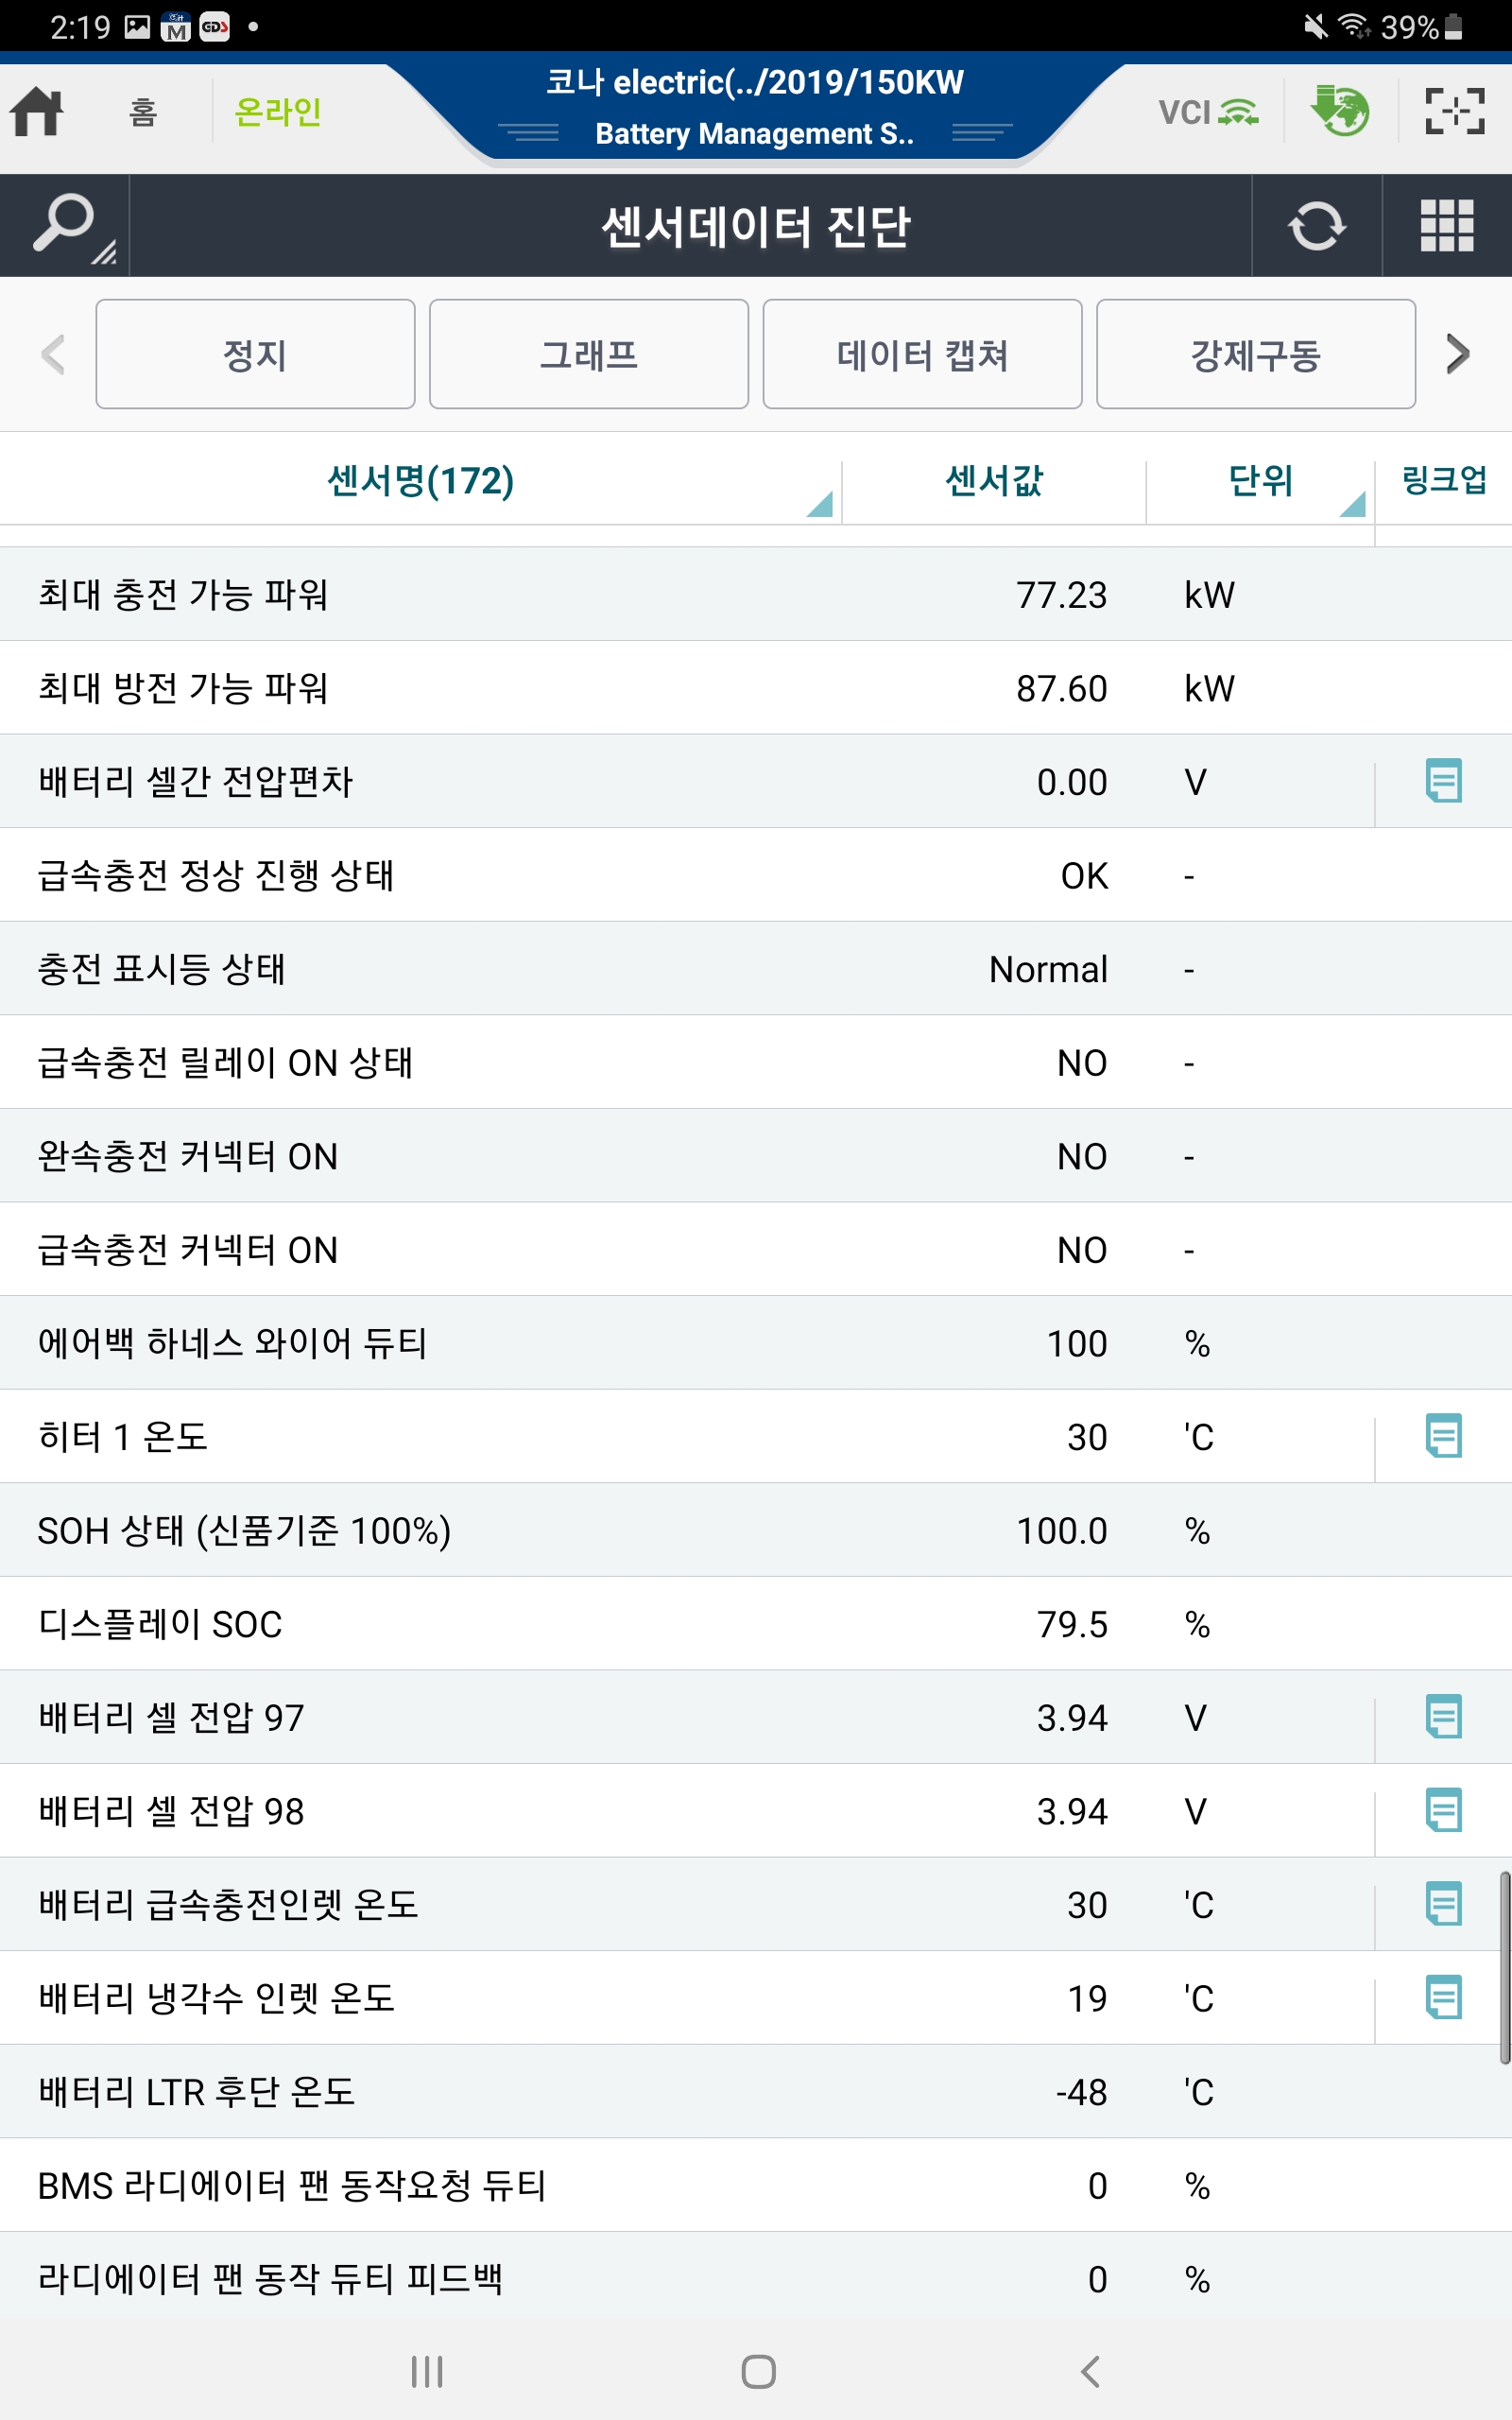 2:19 M GDS 39%
홈 온라인 코나 electric(../2019/150KW VCI
Battery Management S..
센서데이터 진단
정지 그래프 데이터 캡쳐 강제구동
센서명(172) 센서값 단위 링크업
최대 충전 가능 파워 77.23 kW
최대 방전 가능 파워 87.60 kW
배터리 셀간 전압편차 0.00 V
급속충전 정상 진행 상태 OK -
충전 표시등 상태 Normal -
급속충전 릴레이 ON 상태 NO -
완속충전 커넥터 ON NO -
급속충전 커넥터 ON NO -
에어백 하네스 와이어 듀티 100 %
히터 1 온도 30 'C
SOH 상태 (신품기준 100%) 100.0 %
디스플레이 SOC 79.5 %
배터리 셀 전압 97 3.94 V
배터리 셀 전압 98 3.94 V
배터리 급속충전인렛 온도 30 'C
배터리 냉각수 인렛 온도 19 'C
배터리 LTR 후단 온도 -48 'C
BMS 라디에이터 팬 동작요청 듀티 0 %
라디에이터 팬 동작 듀티 피드백 0 %